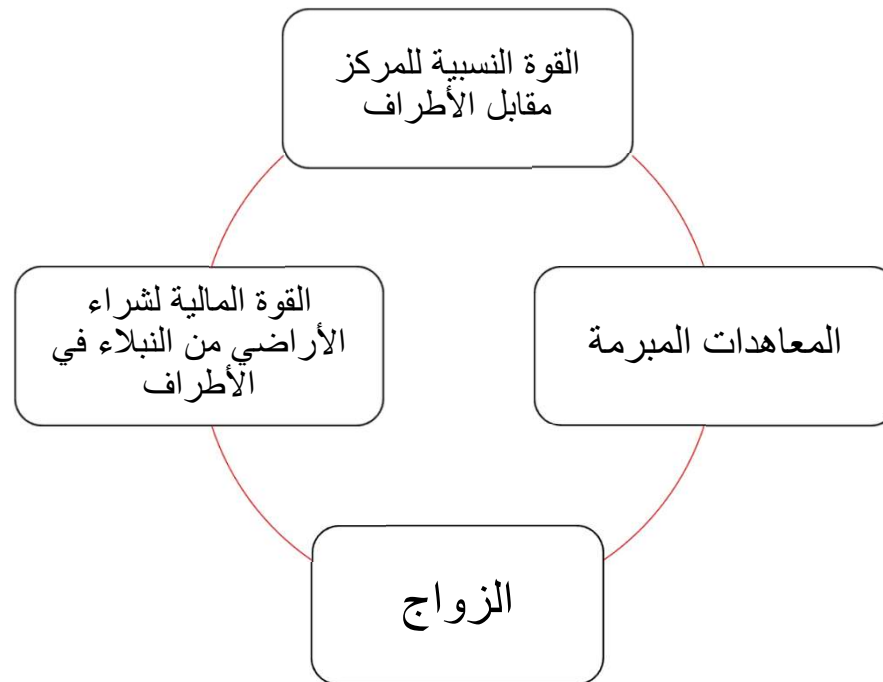 القوة النسبية للمركز
مقابل الأطراف
المعاهدات المبرمة
الزواج
القوة المالية لشراء
الأراضي من النبلاء في
الأطراف